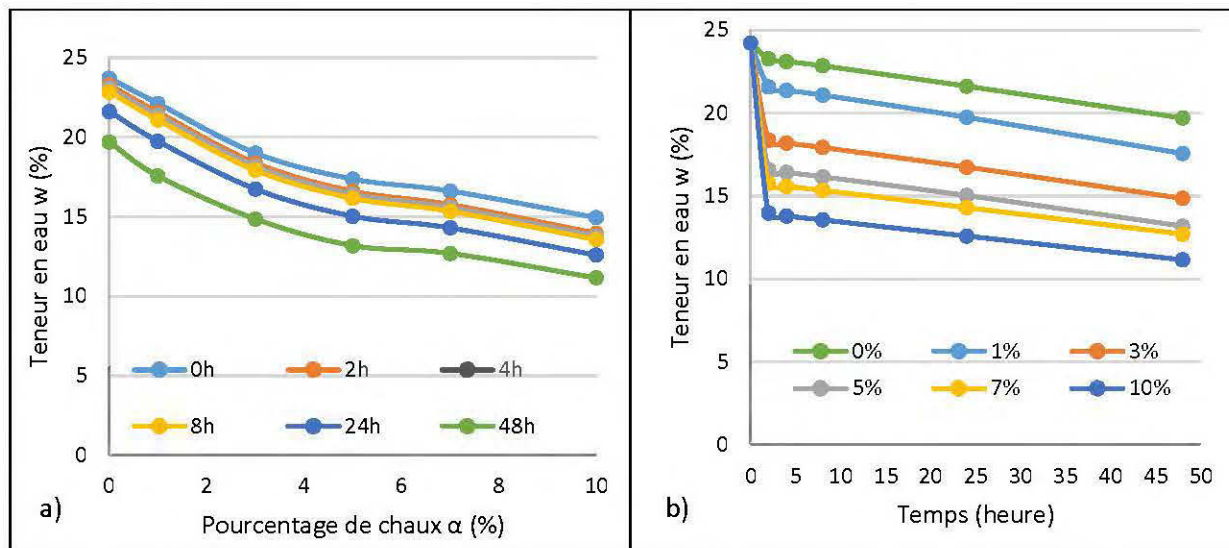 25
20
15
10
5
0
Teneur en eau w (%)
0h 2h 4h
8h 24h 48h
0 2 4 6 8 10
a) Pourcentage de chaux α (%)
25
20
15
10
5
0
Teneur en eau w (%)
0% 1% 3%
5% 7% 10%
0 5 10 15 20 25 30 35 40 45 50
b) Temps (heure)